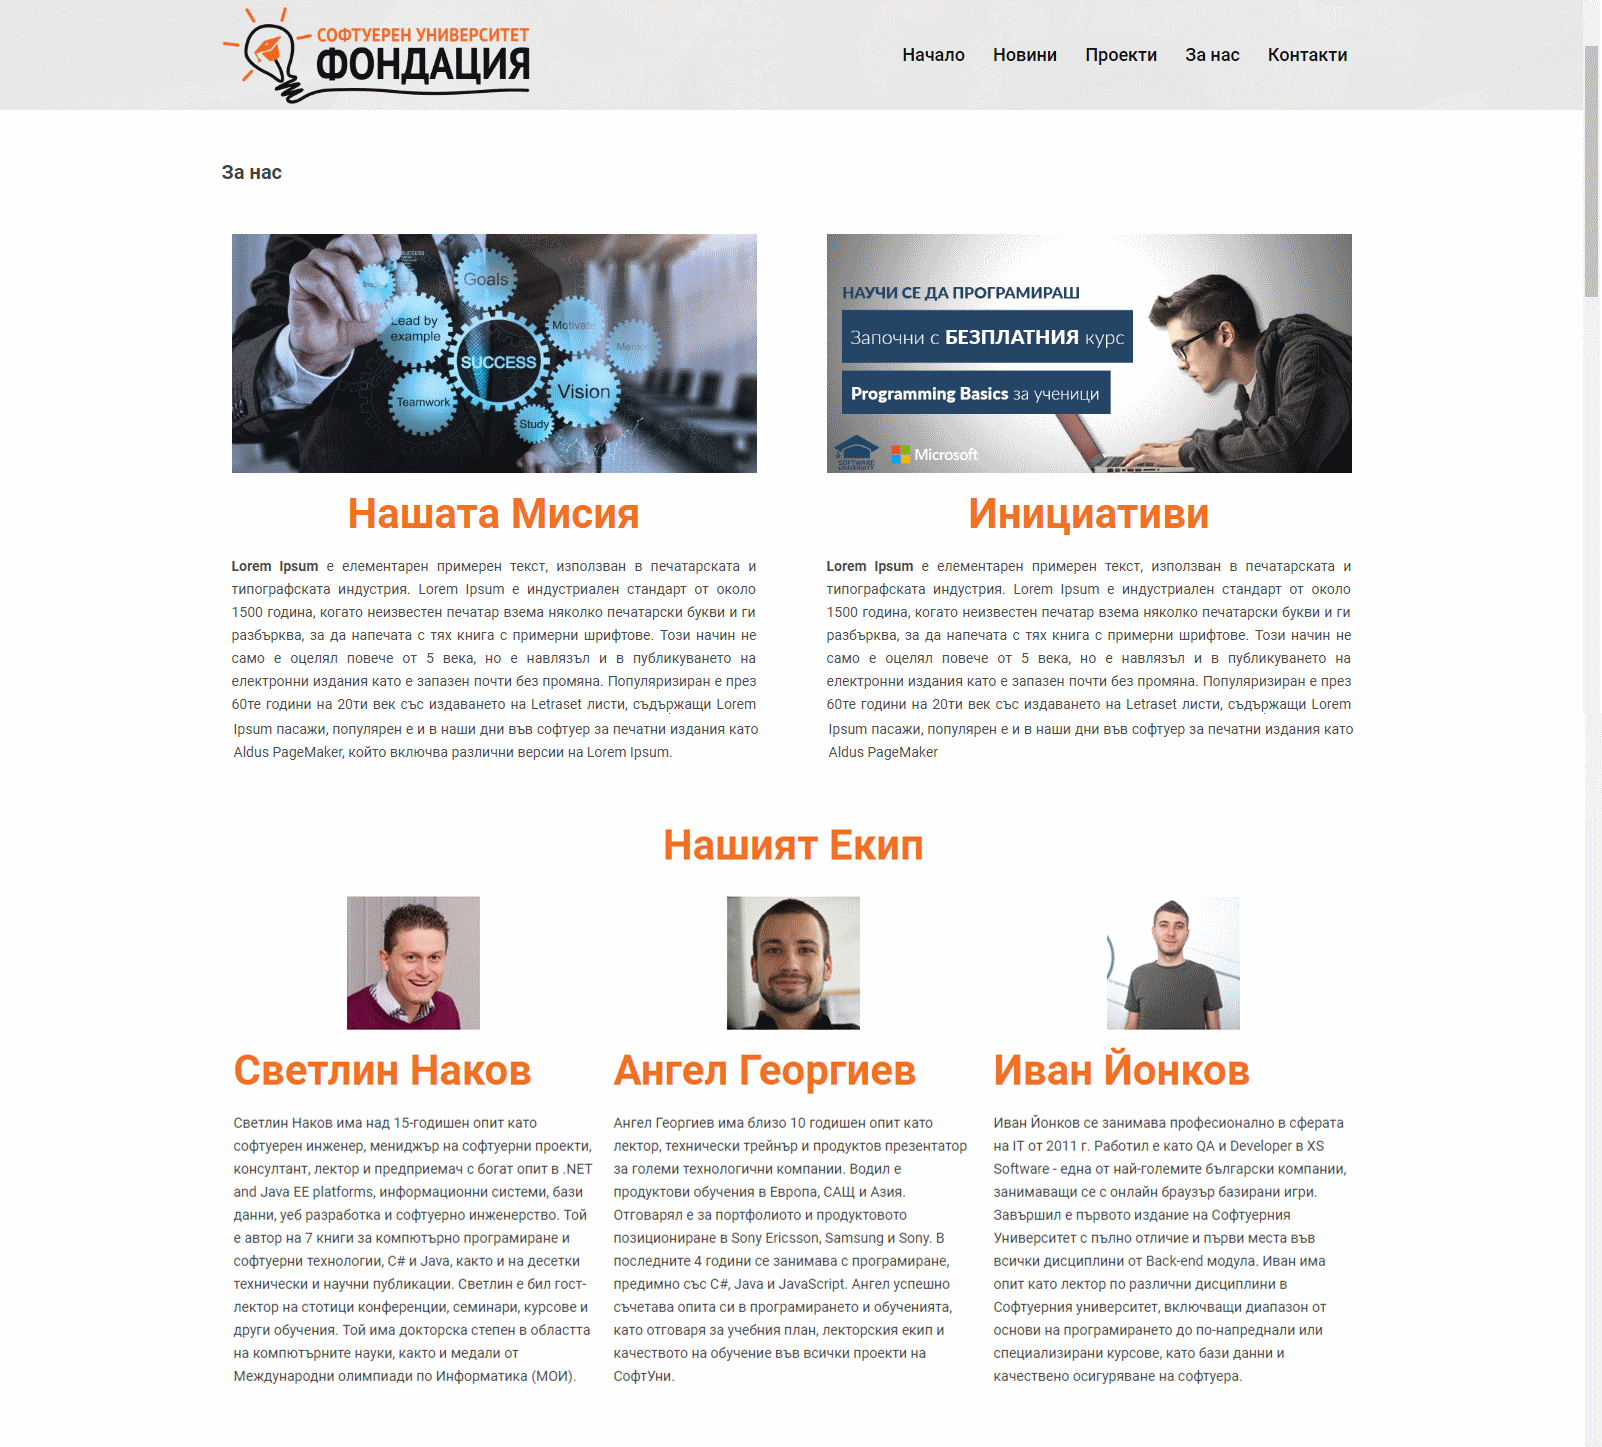 СОФТУЕРЕН УНИВЕРСИТЕТ
ФОНДАЦИЯ
Начало Новини Проекти За нас Контакти
За нас
SUCCESS
Goals
Inspire
Lead by
example
Motivate
Mentor
SUCCESS
Vision
Teamwork
Study
НАУЧИ СЕ ДА ПРОГРАМИРАШ
Започни с БЕЗПЛАТНИЯ курс
Programming Basics за ученици
SOFTWARE
UNIVERSITY
Microsoft
Нашата Мисия
Lorem Ipsum е елементарен примерен текст, използван в печатарската и
типографската индустрия. Lorem Ipsum е индустриален стандарт от около
1500 година, когато неизвестен печатар взема няколко печатарски букви и ги
разбърква, за да напечата с тях книга с примерни шрифтове. Този начин не
само е оцелял повече от 5 века, но е навлязъл и в публикуването на
електронни издания като е запазен почти без промяна. Популяризиран е през
60те години на 20ти век със издаването на Letraset листи, съдържащи Lorem
Ipsum пасажи, популярен е и в наши дни във софтуер за печатни издания като
Aldus PageMaker, който включва различни версии на Lorem Ipsum.
Инициативи
Lorem Ipsum е елементарен примерен текст, използван в печатарската и
типографската индустрия. Lorem Ipsum е индустриален стандарт от около
1500 година, когато неизвестен печатар взема няколко печатарски букви и ги
разбърква, за да напечата с тях книга с примерни шрифтове. Този начин не
само е оцелял повече от 5 века, но е навлязъл и в публикуването на
електронни издания като е запазен почти без промяна. Популяризиран е през
60те години на 20ти век със издаването на Letraset листи, съдържащи Lorem
Ipsum пасажи, популярен е и в наши дни във софтуер за печатни издания като
Aldus PageMaker
Нашият Екип
Светлин Наков
Светлин Наков има над 15-годишен опит като
софтуерен инженер, мениджър на софтуерни проекти,
консултант, лектор и предприемач с богат опит в .NET
and Java EE platforms, информационни системи, бази
данни, уеб разработка и софтуерно инженерство. Той
е автор на 7 книги за компютърно програмиране и
софтуерни технологии, C# и Java, както и на десетки
технически и научни публикации. Светлин е бил гост-
лектор на стотици конференции, семинари, курсове и
други обучения. Той има докторска степен в областта
на компютърните науки, както и медали от
Международни олимпиади по Информатика (МОИ).
Ангел Георгиев
Ангел Георгиев има близо 10 годишен опит като
лектор, технически трейнър и продуктов презентатор
за големи технологични компании. Водил е
продуктови обучения в Европа, САЩ и Азия.
Отговарял е за портфолиото и продуктовото
позициониране в Sony Ericsson, Samsung и Sony. В
последните 4 години се занимава с програмиране,
предимно със C#, Java и JavaScript. Ангел успешно
съчетава опита си в програмирането и обученията,
като отговаря за учебния план, лекторския екип и
качеството на обучение във всички проекти на
СофтУни.
Иван Йонков
Иван Йонков се занимава професионално в сферата
на IT от 2011 г. Работил е като QA и Developer в XS
Software - една от най-големите български компании,
занимаващи се с онлайн браузър базирани игри.
Завършил е първото издание на Софтуерния
Университет с пълно отличие и първи места във
всички дисциплини от Back-end модула. Иван има
опит като лектор по различни дисциплини в
Софтуерния университет, включващи диапазон от
основи на програмирането до по-напреднали или
специализирани курсове, като бази данни и
качествено осигуряване на софтуера.